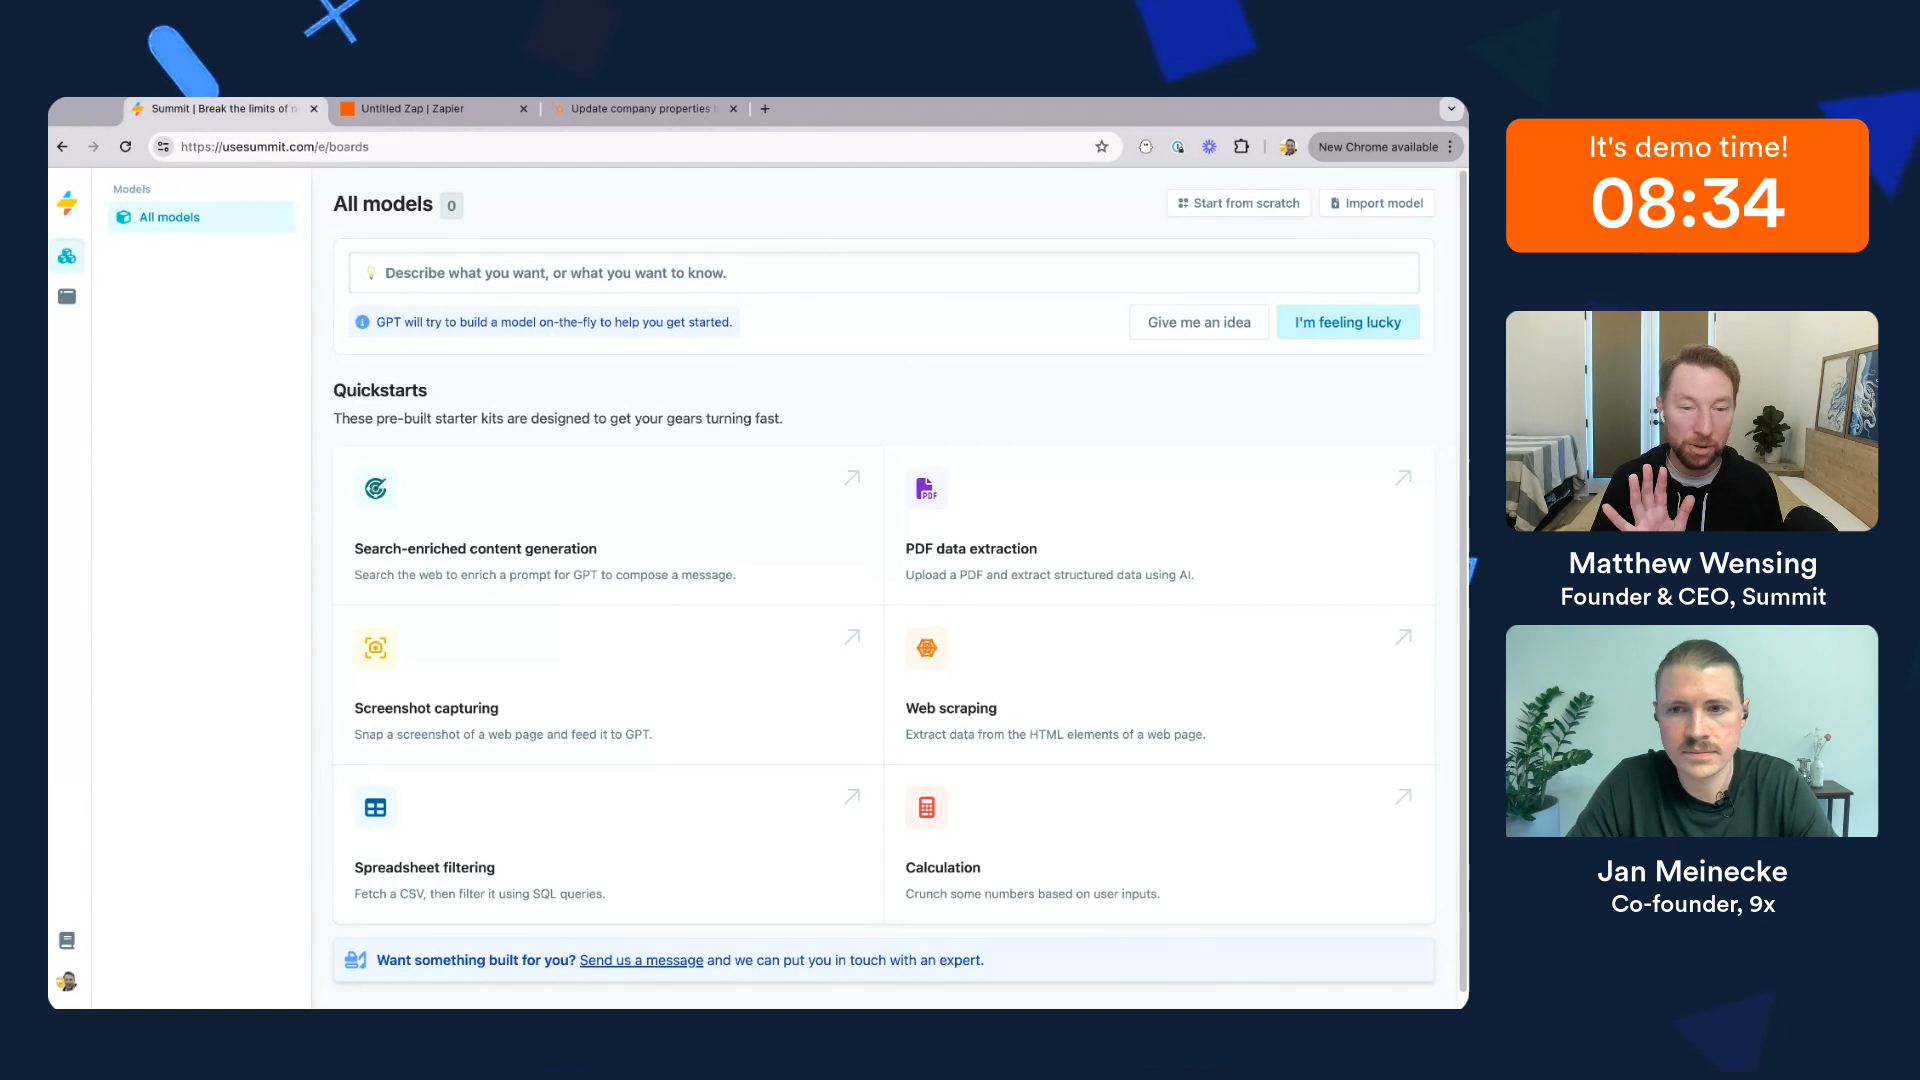 Summit | Break the limits of n
Untitled Zap | Zapier
Update company properties
https://usesummit.com/e/boards
New Chrome available
Models
All models
All models 0
Start from scratch
Import model
Describe what you want, or what you want to know.
GPT will try to build a model on-the-fly to help you get started.
Give me an idea
I'm feeling lucky
Quickstarts
These pre-built starter kits are designed to get your gears turning fast.
Search-enriched content generation
Search the web to enrich a prompt for GPT to compose a message.
PDF
PDF data extraction
Upload a PDF and extract structured data using AI.
Screenshot capturing
Snap a screenshot of a web page and feed it to GPT.
Web scraping
Extract data from the HTML elements of a web page.
Spreadsheet filtering
Fetch a CSV, then filter it using SQL queries.
Calculation
Crunch some numbers based on user inputs.
Want something built for you? Send us a message and we can put you in touch with an expert.
It's demo time!
08:34
Matthew Wensing
Founder & CEO, Summit
Jan Meinecke
Co-founder, 9x